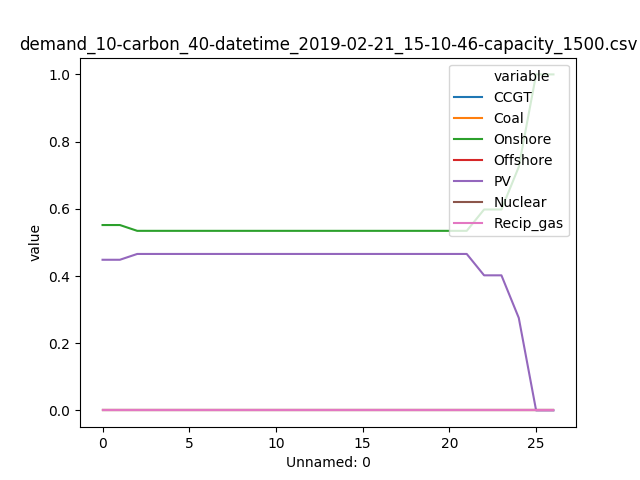 demand_10-carbon_40-datetime_2019-02-21_15-10-46-capacity_1500.csv
variable
CCGT
Coal
Onshore
Offshore
PV
Nuclear
Recip_gas
value
1.0
0.8
0.6
0.4
0.2
0.0
0 5 10 15 20 25
Unnamed: 0